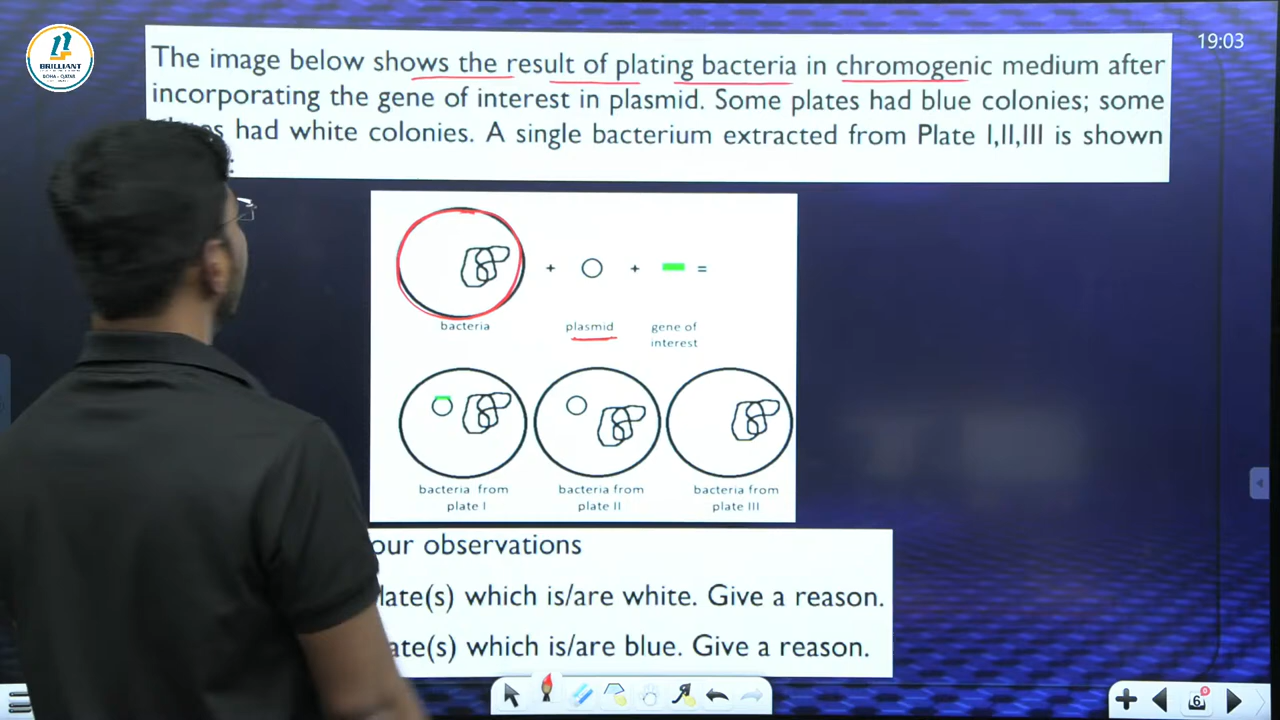 BRILLIANT
DOHA - QATAR
19:03
The image below shows the result of plating bacteria in chromogenic medium after
incorporating the gene of interest in plasmid. Some plates had blue colonies; some
had white colonies. A single bacterium extracted from Plate I,II,III is shown
+ + =
bacteria plasmid gene of
interest
bacteria from bacteria from bacteria from
plate I plate II plate III
our observations
late(s) which is/are white. Give a reason.
ate(s) which is/are blue. Give a reason.
6